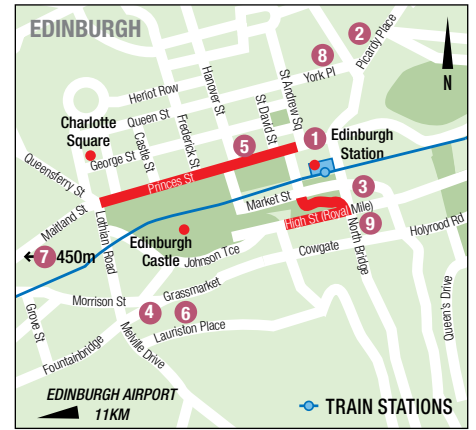 EDINBURGH
2
Picardy Place
8
York Pl
N
Heriot Row
Hanover St
St Andrew Sq
St David St
Queen St
Frederick St
Castle St
Charlotte
Square
George St
5
1
Edinburgh
Station
Queensferry St
Princes St
3
Market St
High St (Royal Mile)
9
Maitland St
Lothian Road
Edinburgh
Castle
Johnson Tce
Cowgate
North Bridge
Holyrood Rd
7
450m
Queen's Drive
Morrison St
Grassmarket
4
6
Lauriston Place
Grove St
Melville Drive
Fountainbridge
EDINBURGH AIRPORT
11KM
TRAIN STATIONS